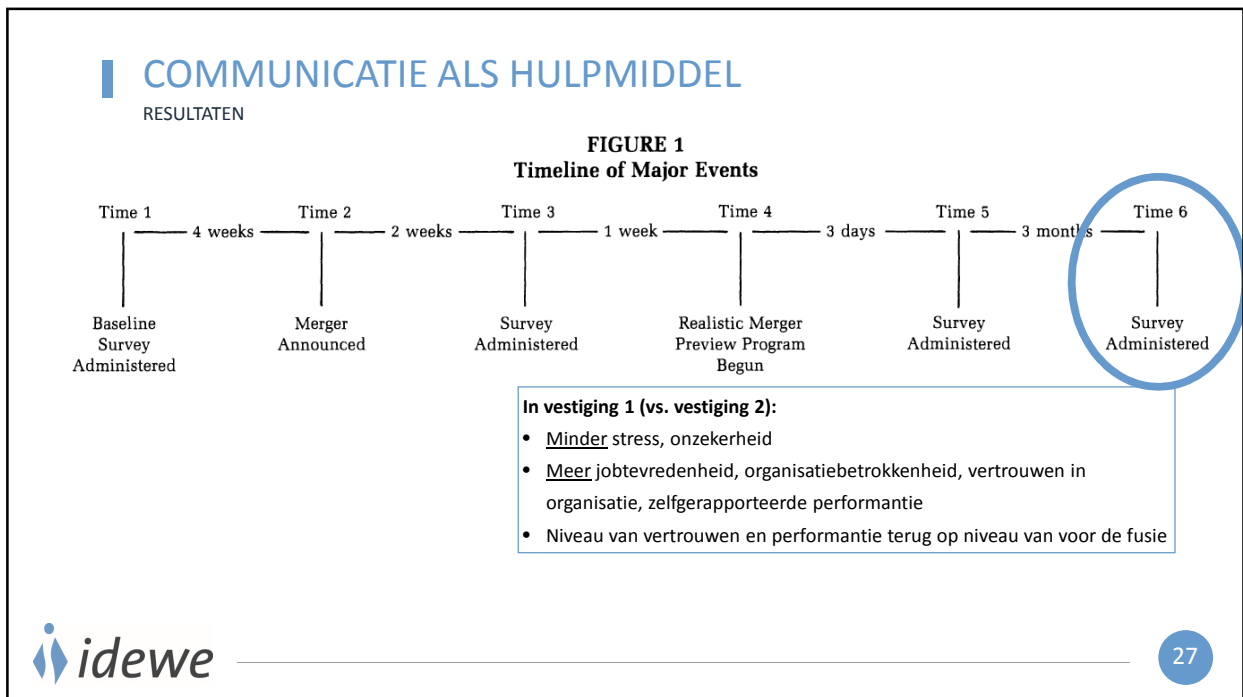 COMMUNICATIE ALS HULPMIDDEL
RESULTATEN
FIGURE 1
Timeline of Major Events
Time 1 Time 2 Time 3 Time 4 Time 5 Time 6
4 weeks 2 weeks 1 week 3 days 3 months
Baseline
Survey
Administered
Merger
Announced
Survey
Administered
Realistic Merger
Preview Program
Begun
Survey
Administered
Survey
Administered
In vestiging 1 (vs. vestiging 2):
• Minder stress, onzekerheid
• Meer jobtevredenheid, organisatiebetrokkenheid, vertrouwen in
organisatie, zelfgerapporteerde performantie
• Niveau van vertrouwen en performantie terug op niveau van voor de fusie
idewe
27